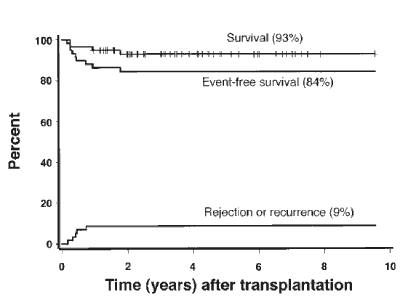 Survival (93%)
Event-free survival (84%)
Rejection or recurrence (9%)
Percent
100
80
60
40
20
0
0 2 4 6 8 10
Time (years) after transplantation